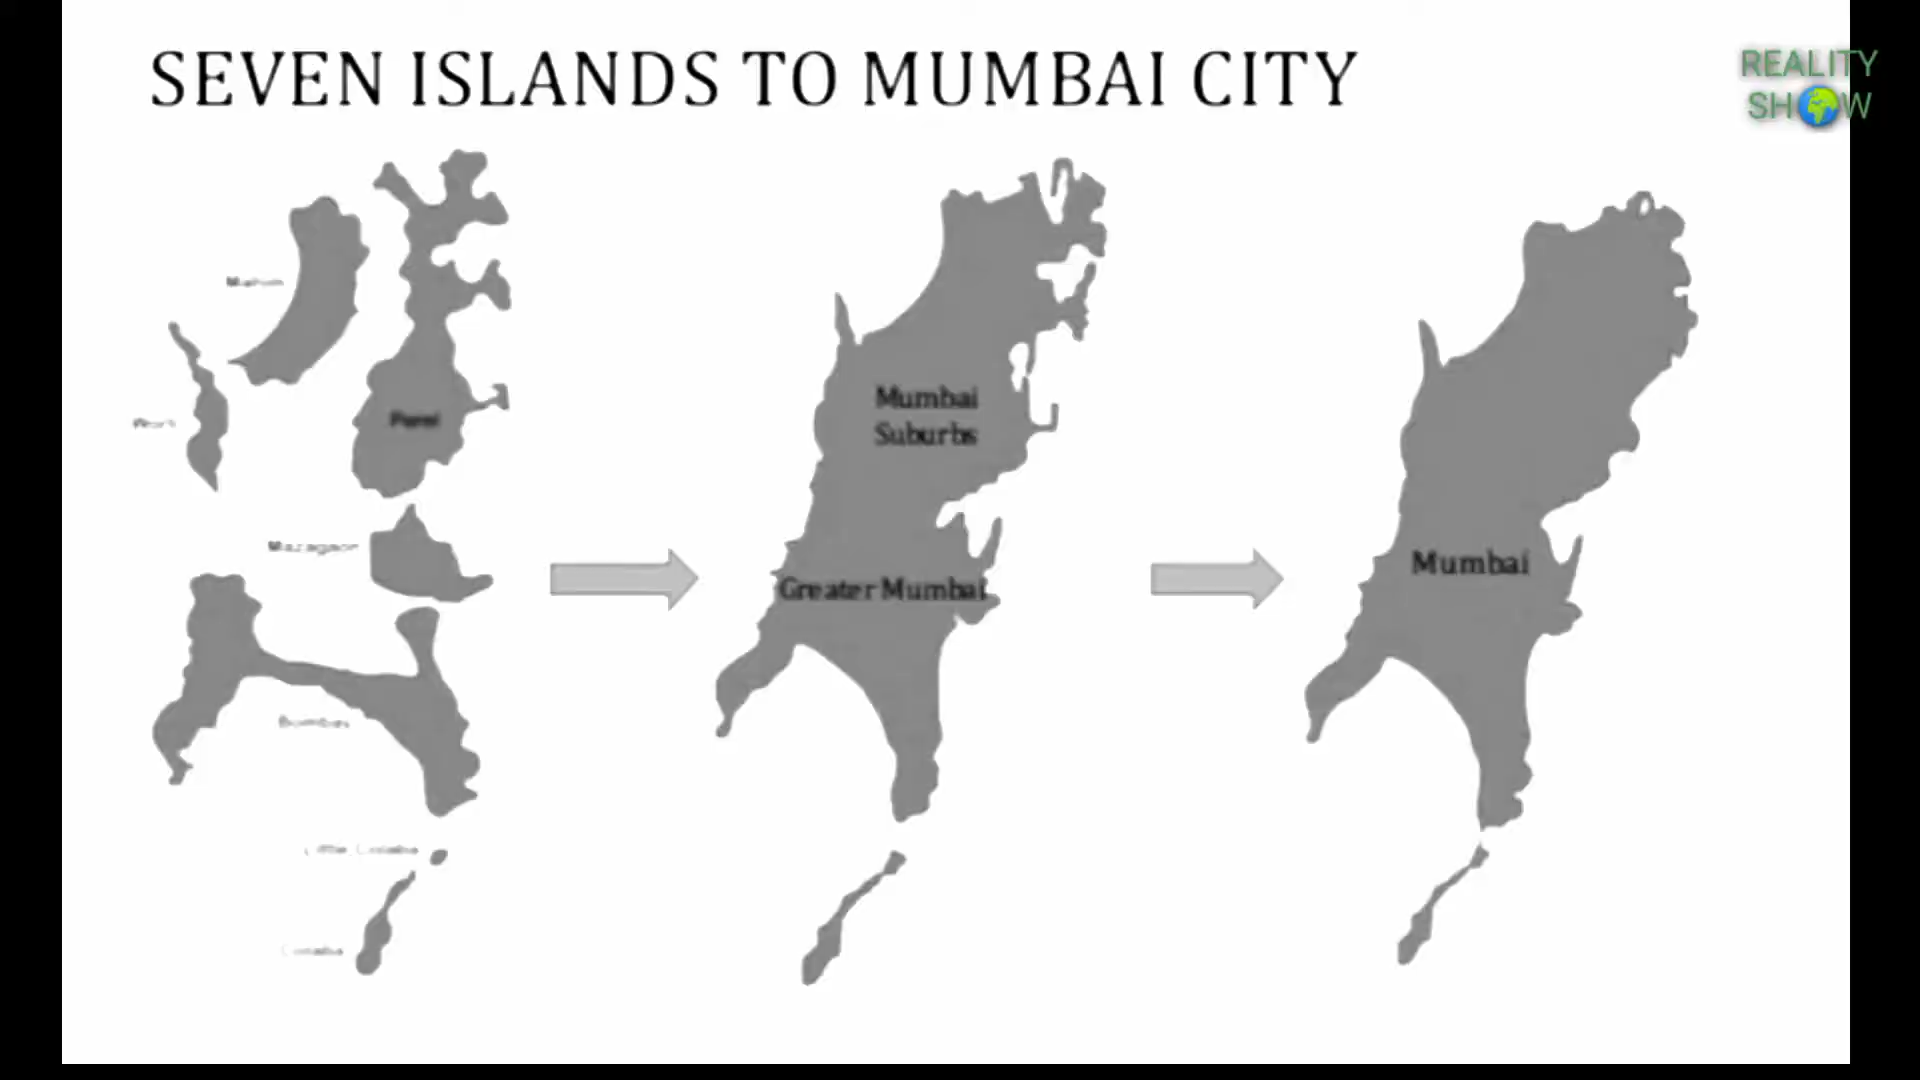 SEVEN ISLANDS TO MUMBAI CITY
REALITY
SHOW
Mahim
Worli
Parel
Mazagaon
Bombay
Little Colaba
Colaba
Mumbai
Suburbs
Greater Mumbai
Mumbai